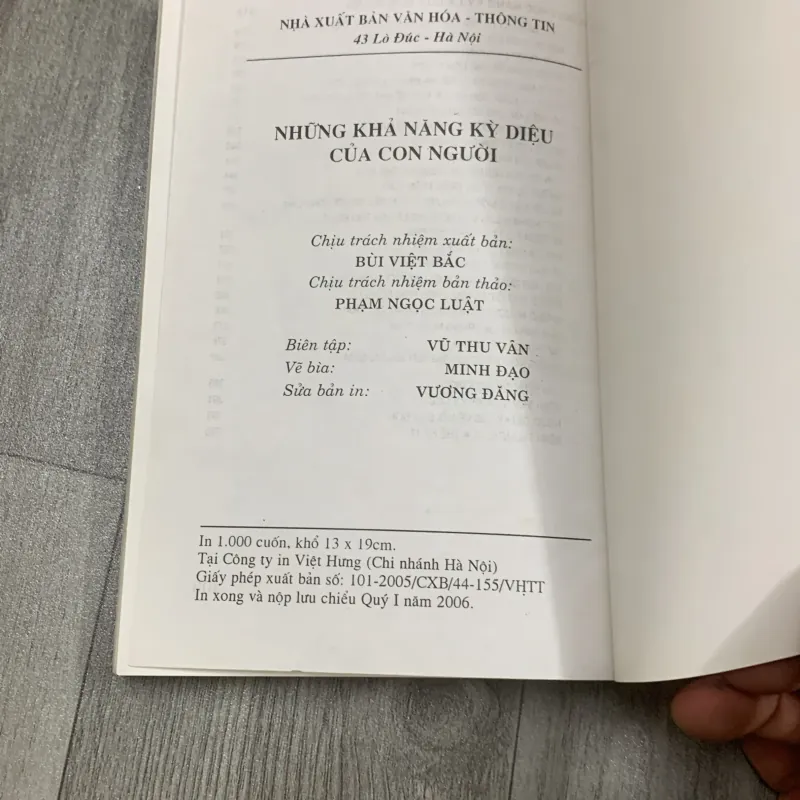 NHÀ XUẤT BẢN VĂN HÓA - THÔNG TIN
43 Lò Đúc - Hà Nội
NHỮNG KHẢ NĂNG KỲ DIỆU
CỦA CON NGƯỜI
Chịu trách nhiệm xuất bản:
BÙI VIỆT BẮC
Chịu trách nhiệm bản thảo:
PHẠM NGỌC LUẬT
Biên tập: VŨ THU VÂN
Vẽ bìa: MINH ĐẠO
Sửa bản in: VƯƠNG ĐĂNG
In 1.000 cuốn, khổ 13 x 19cm.
Tại Công ty in Việt Hưng (Chi nhánh Hà Nội)
Giấy phép xuất bản số: 101-2005/CXB/44-155/VHTT
In xong và nộp lưu chiểu Quý I năm 2006.